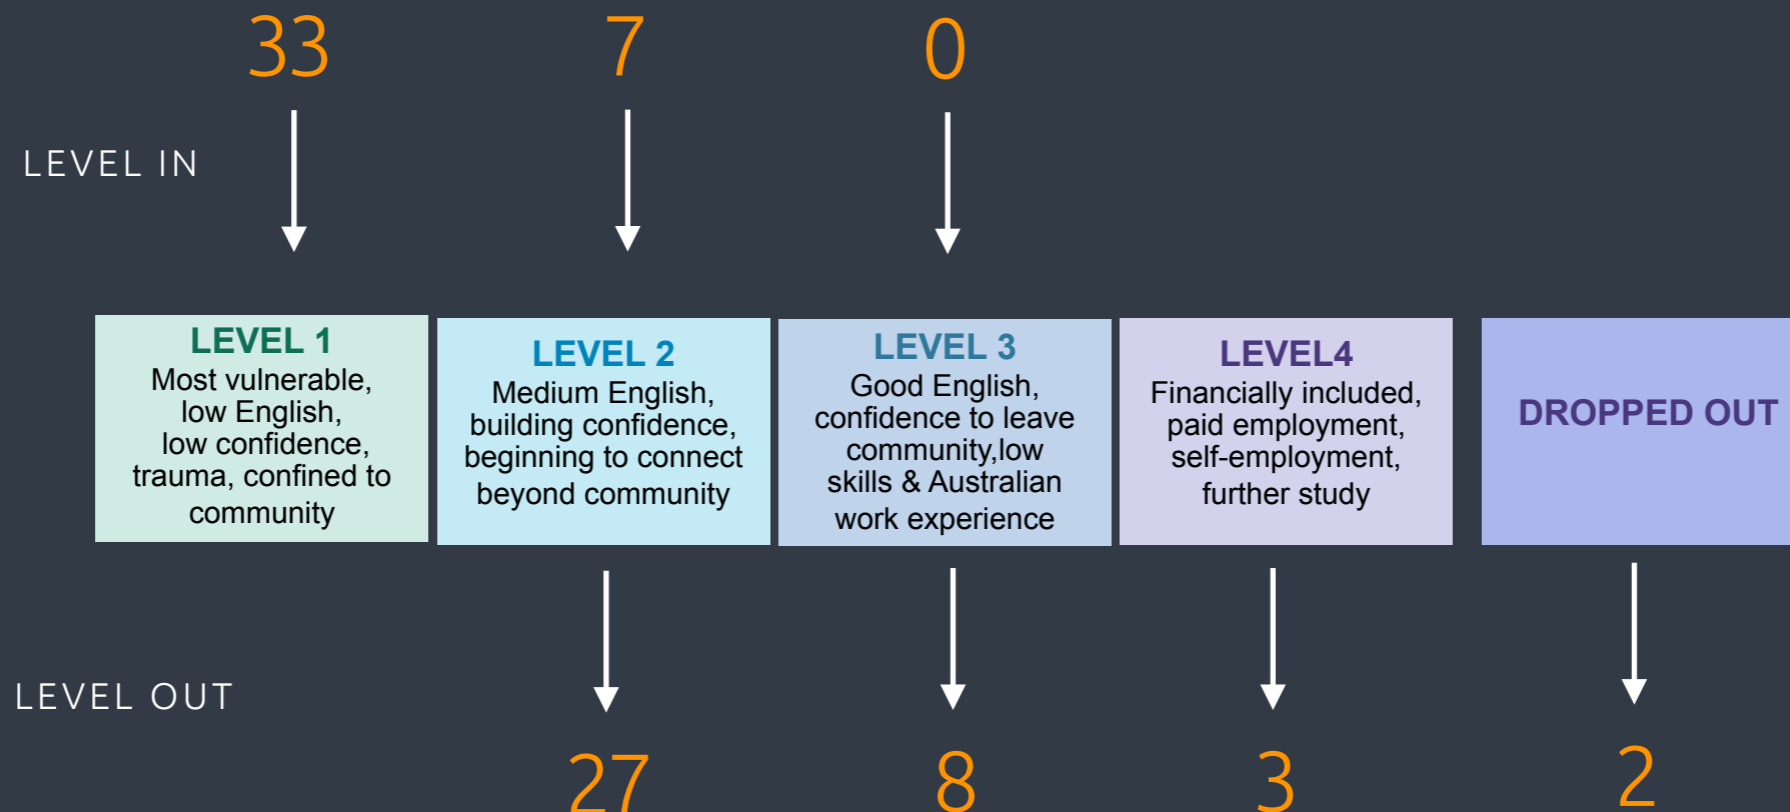 33 7 0
LEVEL IN
LEVEL 1
Most vulnerable,
low English,
low confidence,
trauma, confined to
community
LEVEL 2
Medium English,
building confidence,
beginning to connect
beyond community
LEVEL 3
Good English,
confidence to leave
community,low
skills & Australian
work experience
LEVEL4
Financially included,
paid employment,
self-employment,
further study
DROPPED OUT
LEVEL OUT
27 8 3 2